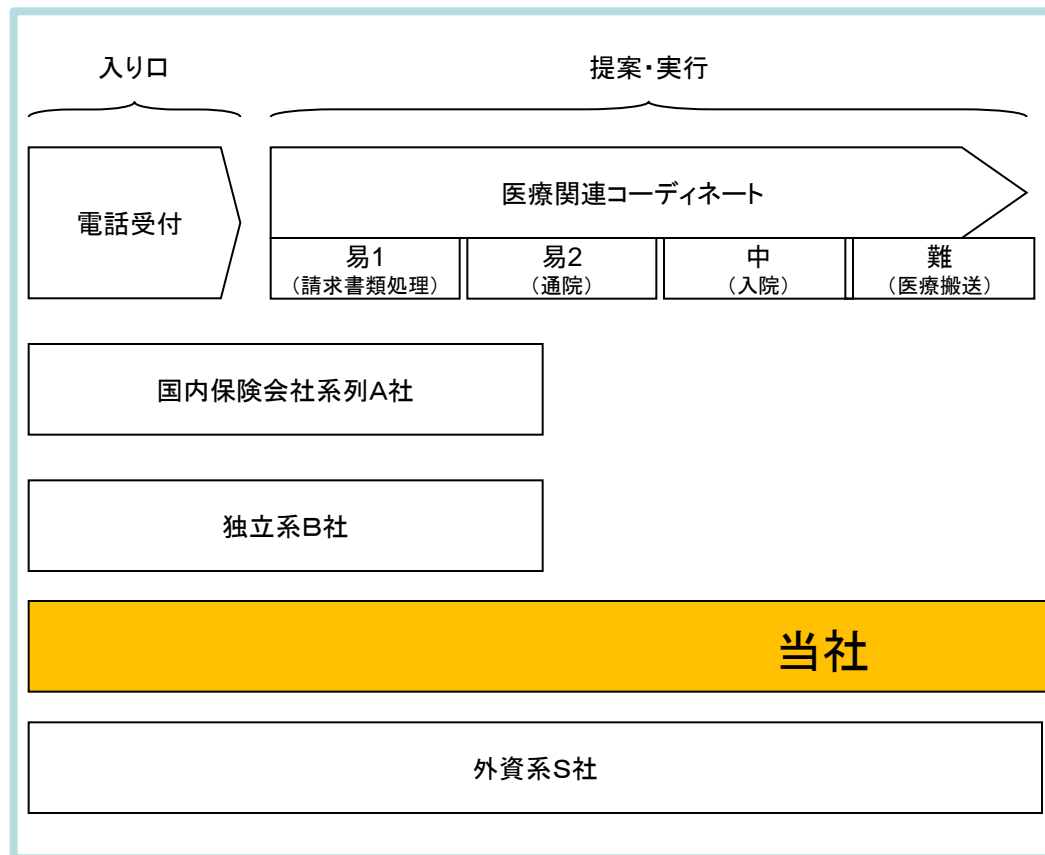 入り口
提案・実行
電話受付
医療関連コーディネート
易1
（請求書類処理）
易2
（通院）
中
（入院）
難
（医療搬送）
国内保険会社系列A社
独立系B社
当社
外資系S社